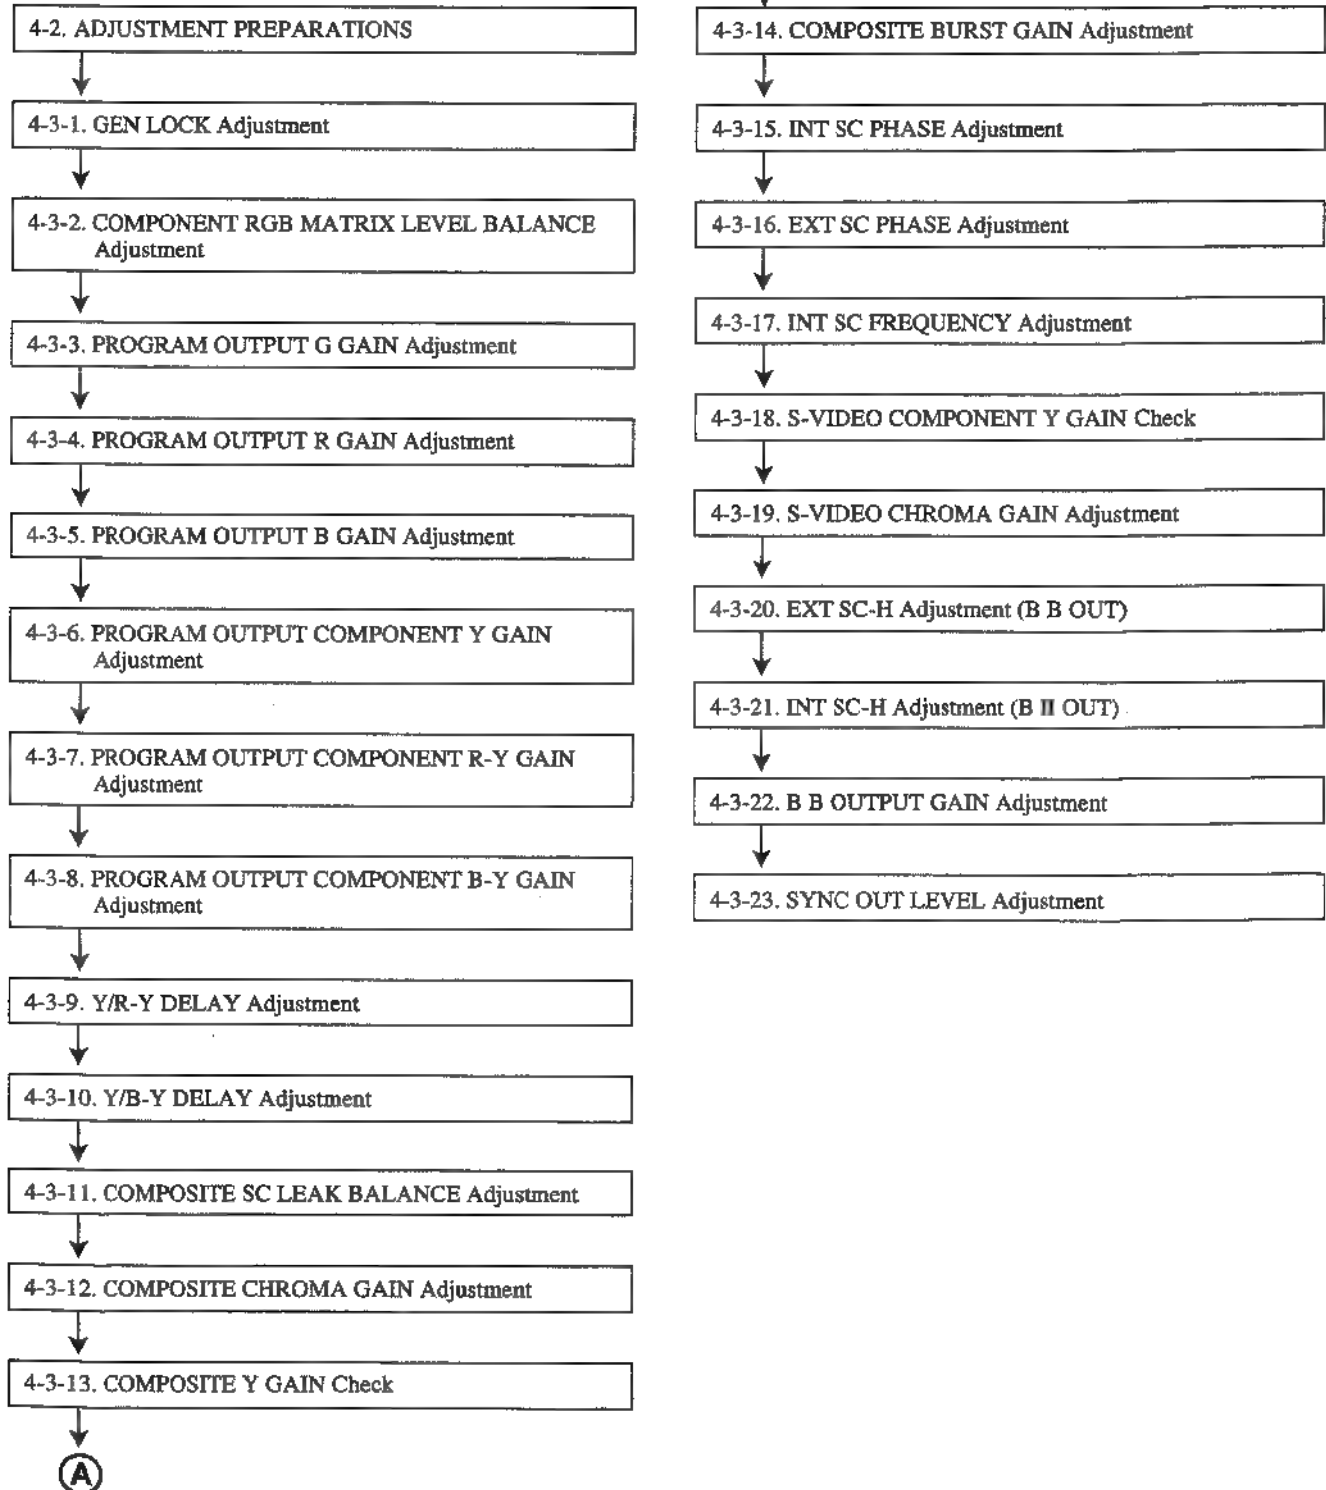 4-2. ADJUSTMENT PREPARATIONS
4-3-1. GEN LOCK Adjustment
4-3-2. COMPONENT RGB MATRIX LEVEL BALANCE
Adjustment
4-3-3. PROGRAM OUTPUT G GAIN Adjustment
4-3-4. PROGRAM OUTPUT R GAIN Adjustment
4-3-5. PROGRAM OUTPUT B GAIN Adjustment
4-3-6. PROGRAM OUTPUT COMPONENT Y GAIN
Adjustment
4-3-7. PROGRAM OUTPUT COMPONENT R-Y GAIN
Adjustment
4-3-8. PROGRAM OUTPUT COMPONENT B-Y GAIN
Adjustment
4-3-9. Y/R-Y DELAY Adjustment
4-3-10. Y/B-Y DELAY Adjustment
4-3-11. COMPOSITE SC LEAK BALANCE Adjustment
4-3-12. COMPOSITE CHROMA GAIN Adjustment
4-3-13. COMPOSITE Y GAIN Check
A
4-3-14. COMPOSITE BURST GAIN Adjustment
4-3-15. INT SC PHASE Adjustment
4-3-16. EXT SC PHASE Adjustment
4-3-17. INT SC FREQUENCY Adjustment
4-3-18. S-VIDEO COMPONENT Y GAIN Check
4-3-19. S-VIDEO CHROMA GAIN Adjustment
4-3-20. EXT SC-H Adjustment (B B OUT)
4-3-21. INT SC-H Adjustment (B OUT)
4-3-22. B B OUTPUT GAIN Adjustment
4-3-23. SYNC OUT LEVEL Adjustment